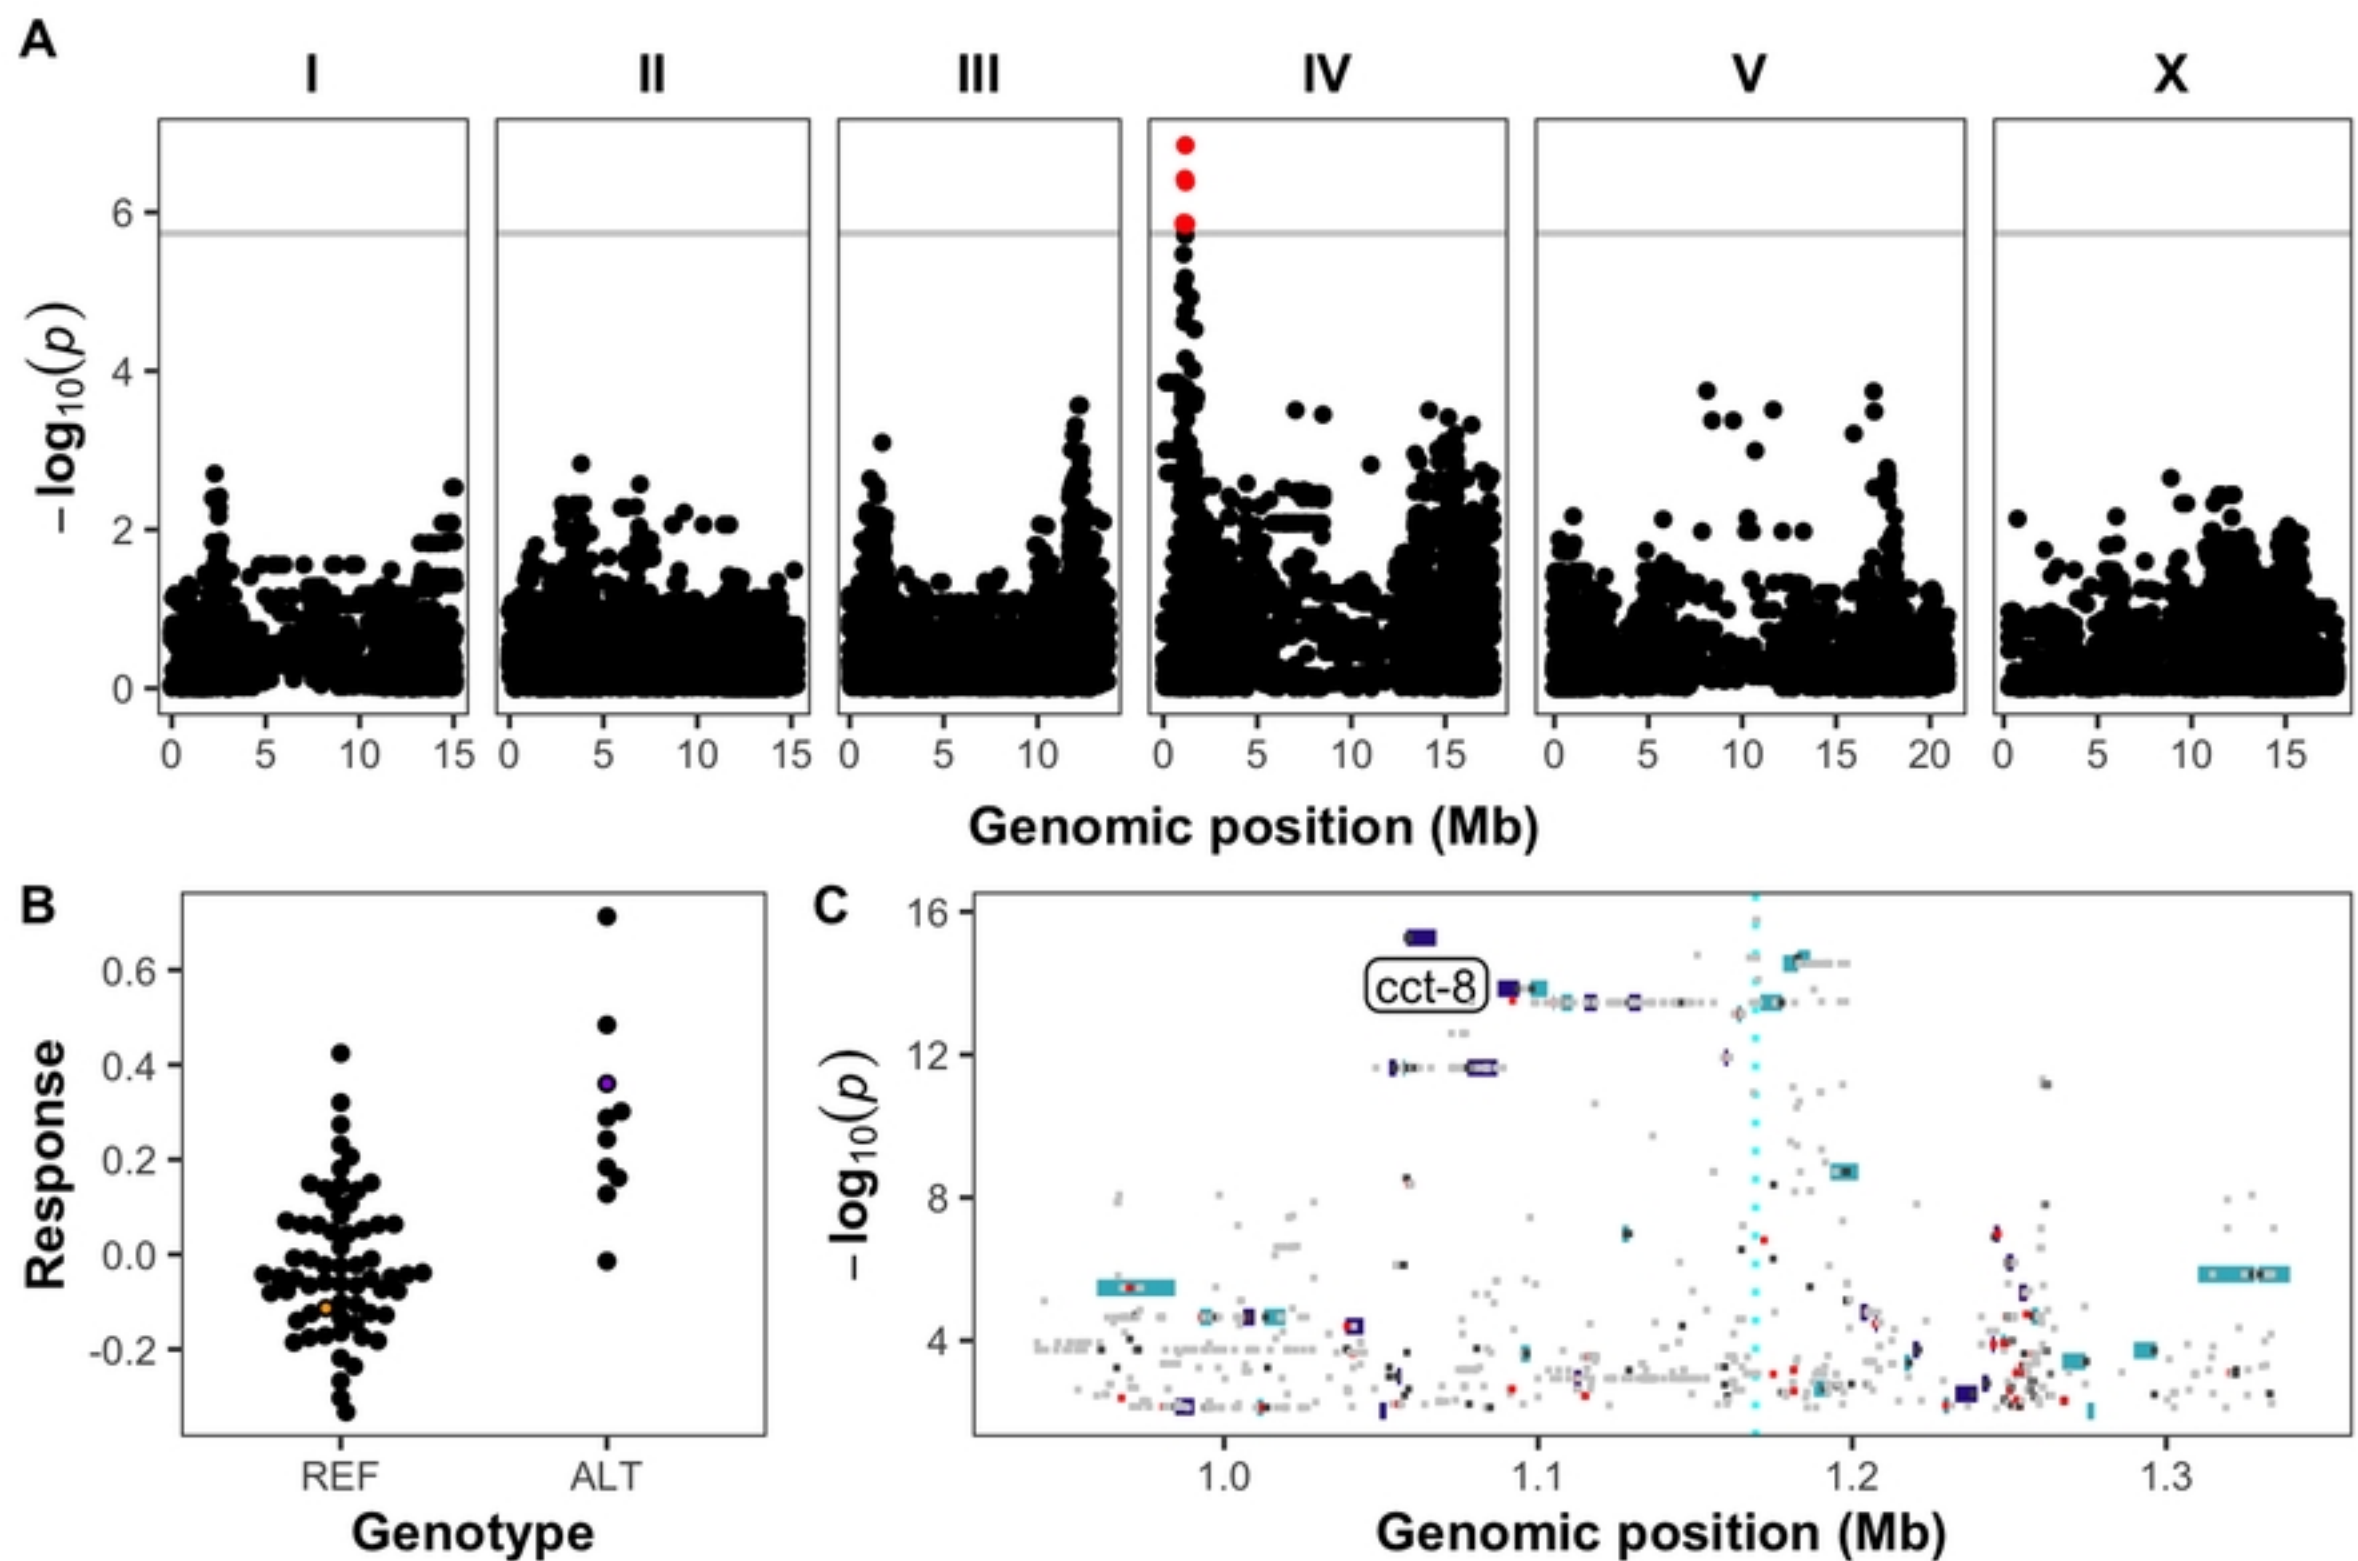 A
I II III IV V X
6
4
2
0
− log10(p)
0 5 10 15 0 5 10 15 0 5 10 0 5 10 15 0 5 10 15 20 0 5 10 15
Genomic position (Mb)
B
0.6
0.4
0.2
0.0
-0.2
Response
REF ALT
Genotype
C
16
12
8
4
− log10(p)
cct-8
1.0 1.1 1.2 1.3
Genomic position (Mb)